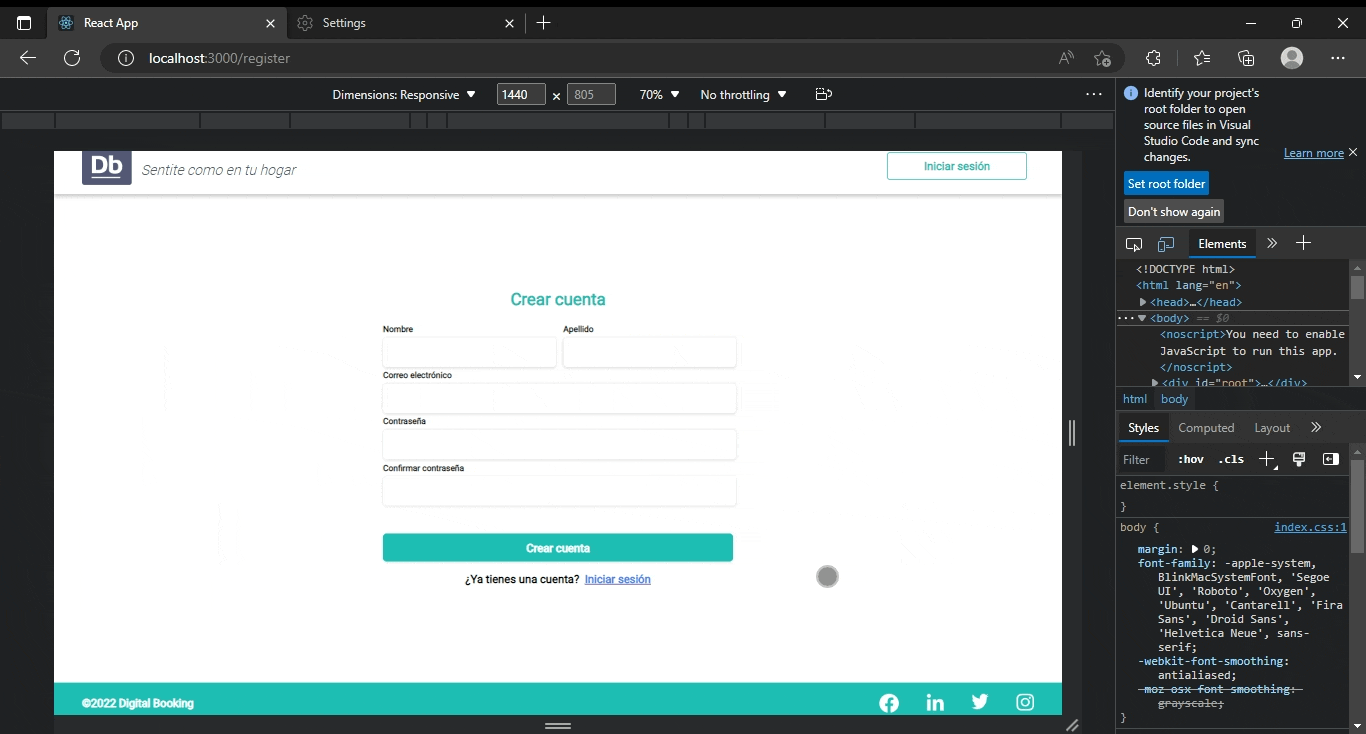 React App
Settings
localhost:3000/register
Dimensions: Responsive
1440 × 805
70%
No throttling
Db
Sentite como en tu hogar
Iniciar sesión
Crear cuenta
Nombre
Apellido
Correo electrónico
Contraseña
Confirmar contraseña
Crear cuenta
¿Ya tienes una cuenta? Iniciar sesión
©2022 Digital Booking
Identify your project's
root folder to open
source files in Visual
Studio Code and sync
changes.
Learn more
Set root folder
Don't show again
Elements
<!DOCTYPE html>
<html lang="en">
<head>…</head>
<body> == $0
<noscript>You need to enable
JavaScript to run this app.
</noscript>
<div id="root">…</div>
html body
Styles Computed Layout
Filter :hov .cls
element.style {
}
body { index.css:1
margin: 0;
font-family: -apple-system,
BlinkMacSystemFont, 'Segoe
UI', 'Roboto', 'Oxygen',
'Ubuntu', 'Cantarell', 'Fira
Sans', 'Droid Sans',
'Helvetica Neue', sans-
serif;
-webkit-font-smoothing:
antialiased;
-moz-osx-font-smoothing:
grayscale;
}